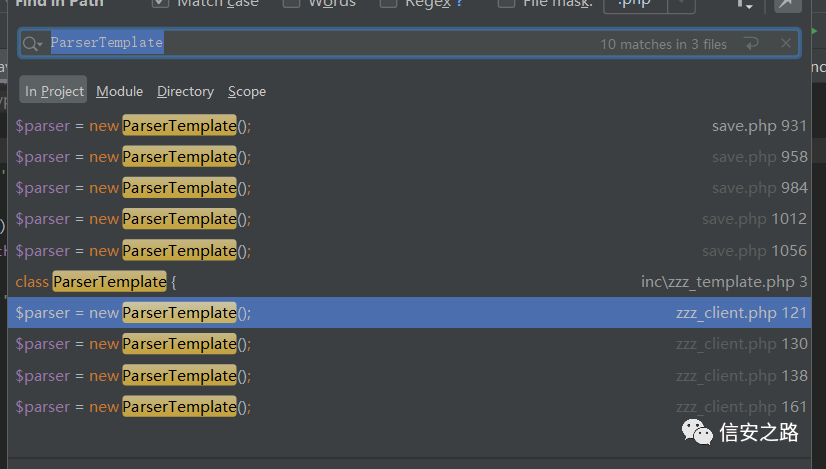 Find in Path Match case Words Regex ? File mask: .php
ParserTemplate 10 matches in 3 files
In Project Module Directory Scope
$parser = new ParserTemplate(); save.php 931
$parser = new ParserTemplate(); save.php 958
$parser = new ParserTemplate(); save.php 984
$parser = new ParserTemplate(); save.php 1012
$parser = new ParserTemplate(); save.php 1056
class ParserTemplate { inc\zzz_template.php 3
$parser = new ParserTemplate(); zzz_client.php 121
$parser = new ParserTemplate(); zzz_client.php 130
$parser = new ParserTemplate(); zzz_client.php 138
$parser = new ParserTemplate(); zzz_client.php 161
信安之路